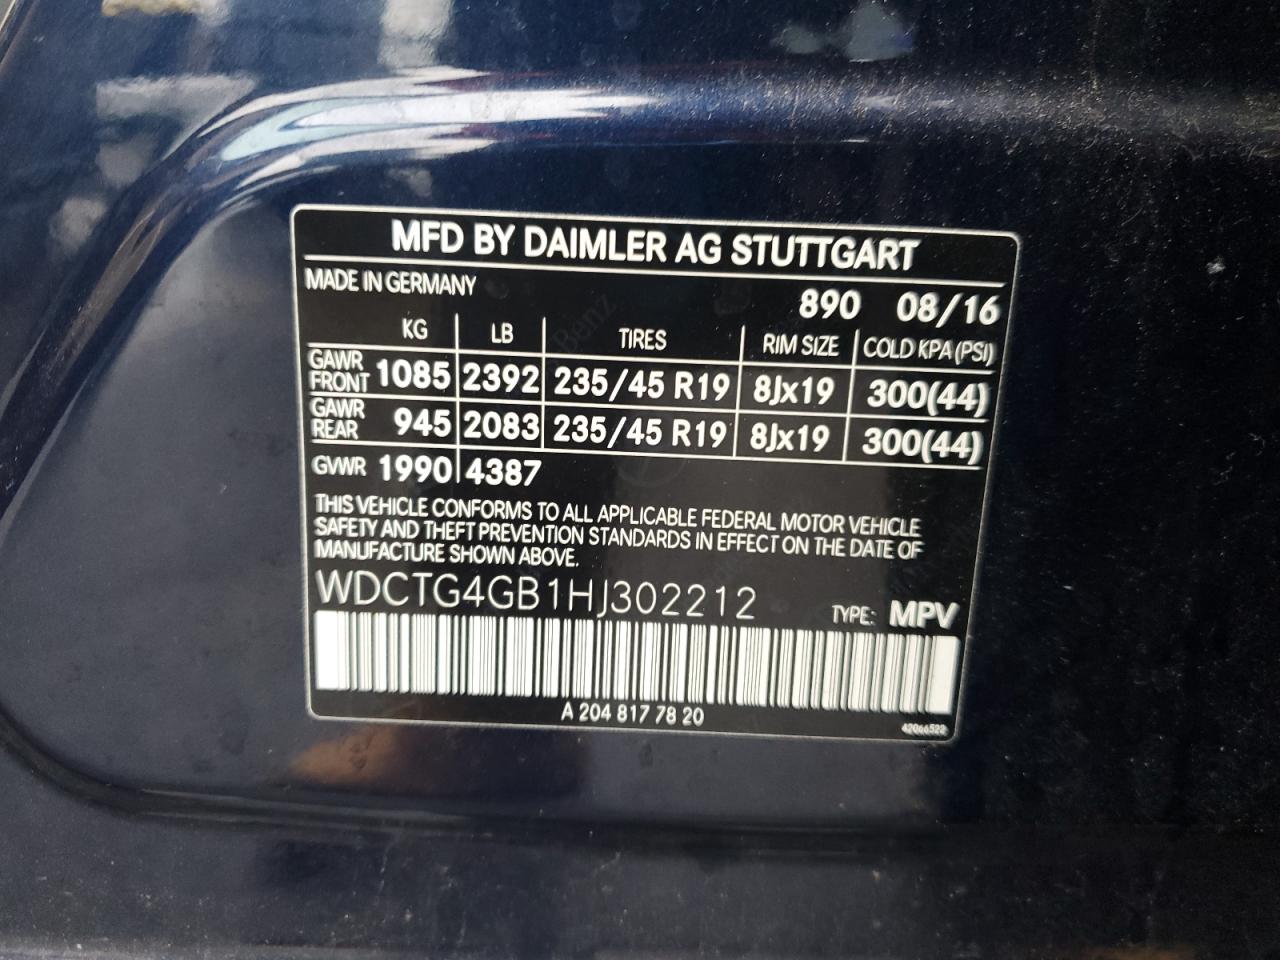 MFD BY DAIMLER AG STUTTGART
MADE IN GERMANY
890 08/16
KG LB TIRES RIM SIZE COLD KPA (PSI)
GAWR FRONT 1085 2392 235/45 R19 8Jx19 300(44)
GAWR REAR 945 2083 235/45 R19 8Jx19 300(44)
GVWR 1990 4387
THIS VEHICLE CONFORMS TO ALL APPLICABLE FEDERAL MOTOR VEHICLE
SAFETY AND THEFT PREVENTION STANDARDS IN EFFECT ON THE DATE OF
MANUFACTURE SHOWN ABOVE.
WDCTG4GB1HJ302212 TYPE: MPV
A 204 817 78 20
42066522